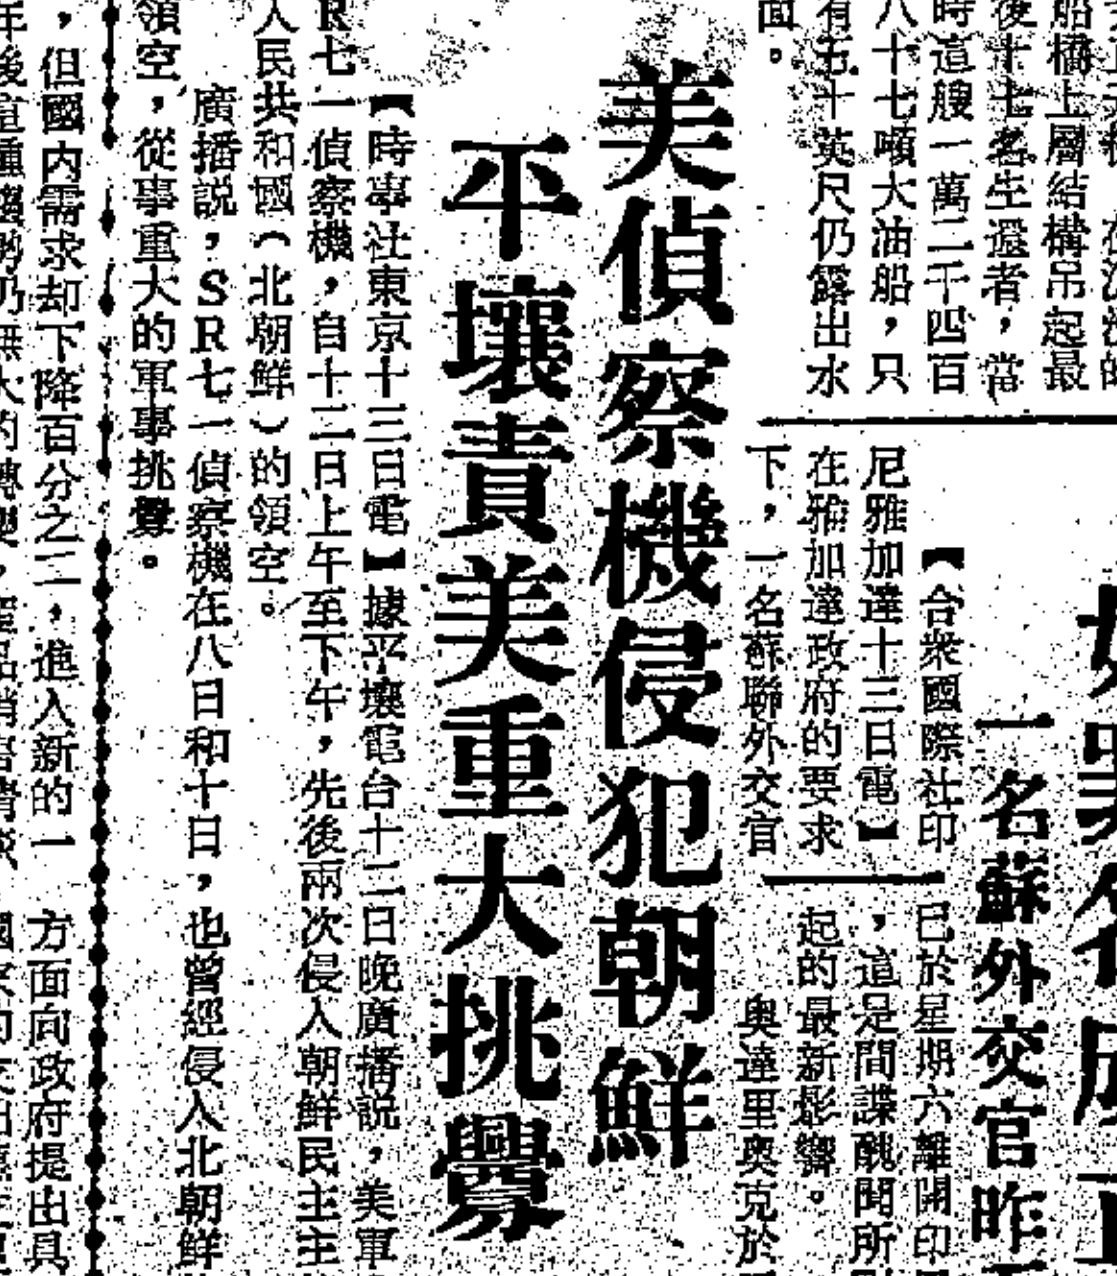 船橋上層結構吊起最
後十七名生還者，當
時這艘一萬二千四百
八十七噸大油船，只
有五十英尺仍露出水
面。
一名蘇外交官昨
【合衆國際社印
尼雅加達十三日電】
在雅加達政府的要求
下，一名蘇聯外交官
已於星期六離開印
，這是間諜醜聞所
起的最新影響。
奥達里奥克於
美偵察機侵犯朝鮮
平壤責美重大挑釁
【時事社東京十三日電】據平壤電台十二日晚廣播説，美軍
R七一偵察機，自十二日上午至下午，先後兩次侵入朝鮮民主主
人民共和國（北朝鮮）的領空。
廣播説，SR七一偵察機在八日和十日，也曾經侵入北朝鮮
領空，從事重大的軍事挑釁。
，但國内需求却下降百分之二，進入新的一
方面向政府提出具